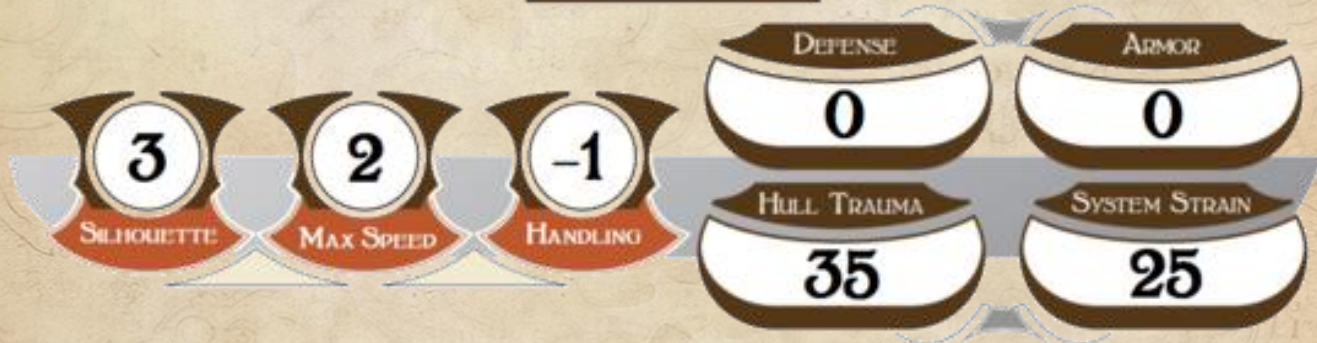 DEFENSE
ARMOR
0
0
3
2
-1
SILHOUETTE
MAX SPEED
HANDLING
HULL TRAUMA
SYSTEM STRAIN
35
25